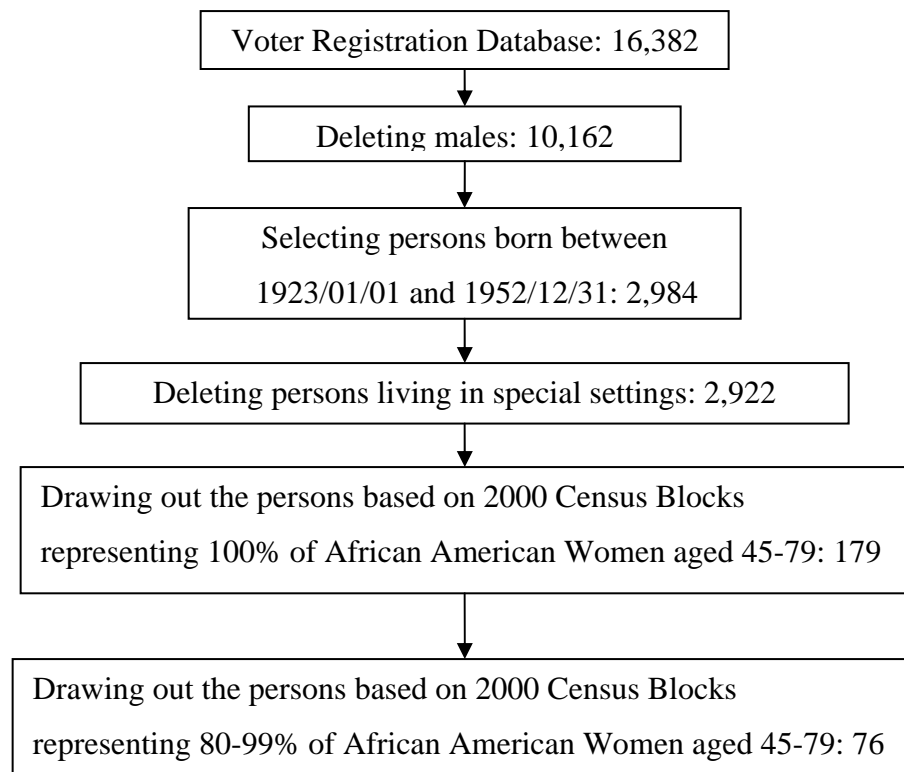 Voter Registration Database: 16,382
Deleting males: 10,162
Selecting persons born between
1923/01/01 and 1952/12/31: 2,984
Deleting persons living in special settings: 2,922
Drawing out the persons based on 2000 Census Blocks
representing 100% of African American Women aged 45-79: 179
Drawing out the persons based on 2000 Census Blocks
representing 80-99% of African American Women aged 45-79: 76